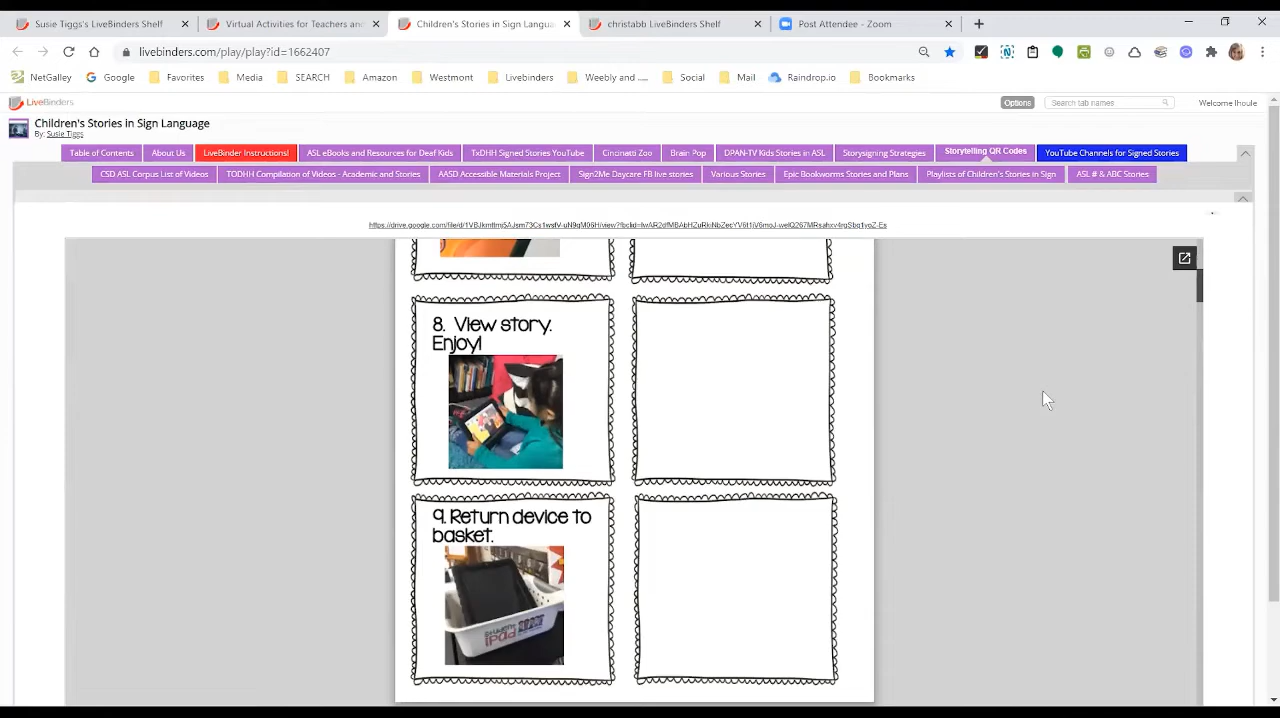 Susie Tiggs's LiveBinders Shelf
Virtual Activities for Teachers and
Children's Stories in Sign Langua
christabb LiveBinders Shelf
Post Attendee - Zoom
livebinders.com/play/play?id=1662407
NetGalley
Google
Favorites
Media
SEARCH
Amazon
Westmont
Livebinders
Weebly and ....
Social
Mail
Raindrop.io
Bookmarks
LiveBinders
Options
Search tab names
Welcome lhoule
Children's Stories in Sign Language
By: Susie Tiggs
Table of Contents
About Us
LiveBinder Instructions!
ASL eBooks and Resources for Deaf Kids
TxDHH Signed Stories YouTube
Cincinatti Zoo
Brain Pop
DPAN-TV Kids Stories in ASL
Storysigning Strategies
Storytelling QR Codes
YouTube Channels for Signed Stories
CSD ASL Corpus List of Videos
TODHH Compilation of Videos - Academic and Stories
AASD Accessible Materials Project
Sign2Me Daycare FB live stories
Various Stories
Epic Bookworms Stories and Plans
Playlists of Children's Stories in Sign
ASL # & ABC Stories
8. View story.
Enjoy!
9. Return device to
basket.
iPad